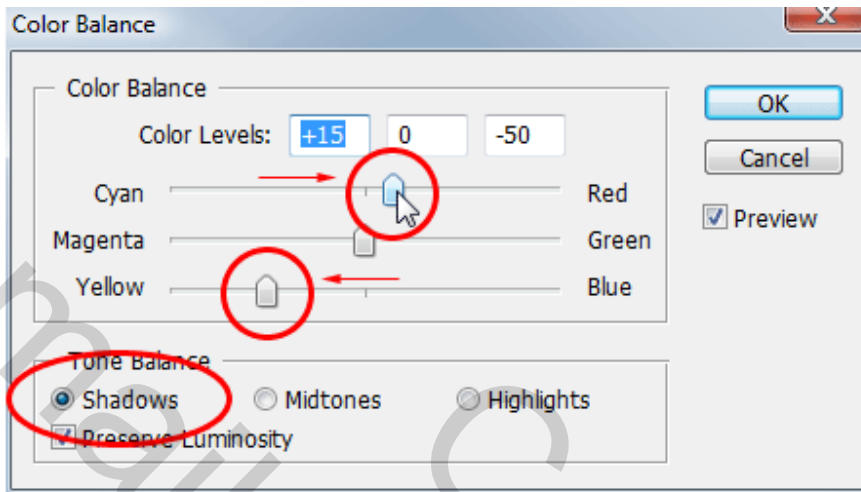 Color Balance
Color Balance
OK
Color Levels: +15 0 -50
Cancel
Cyan Red
Preview
Magenta Green
Yellow Blue
Tone Balance
Shadows Midtones Highlights
Preserve Luminosity